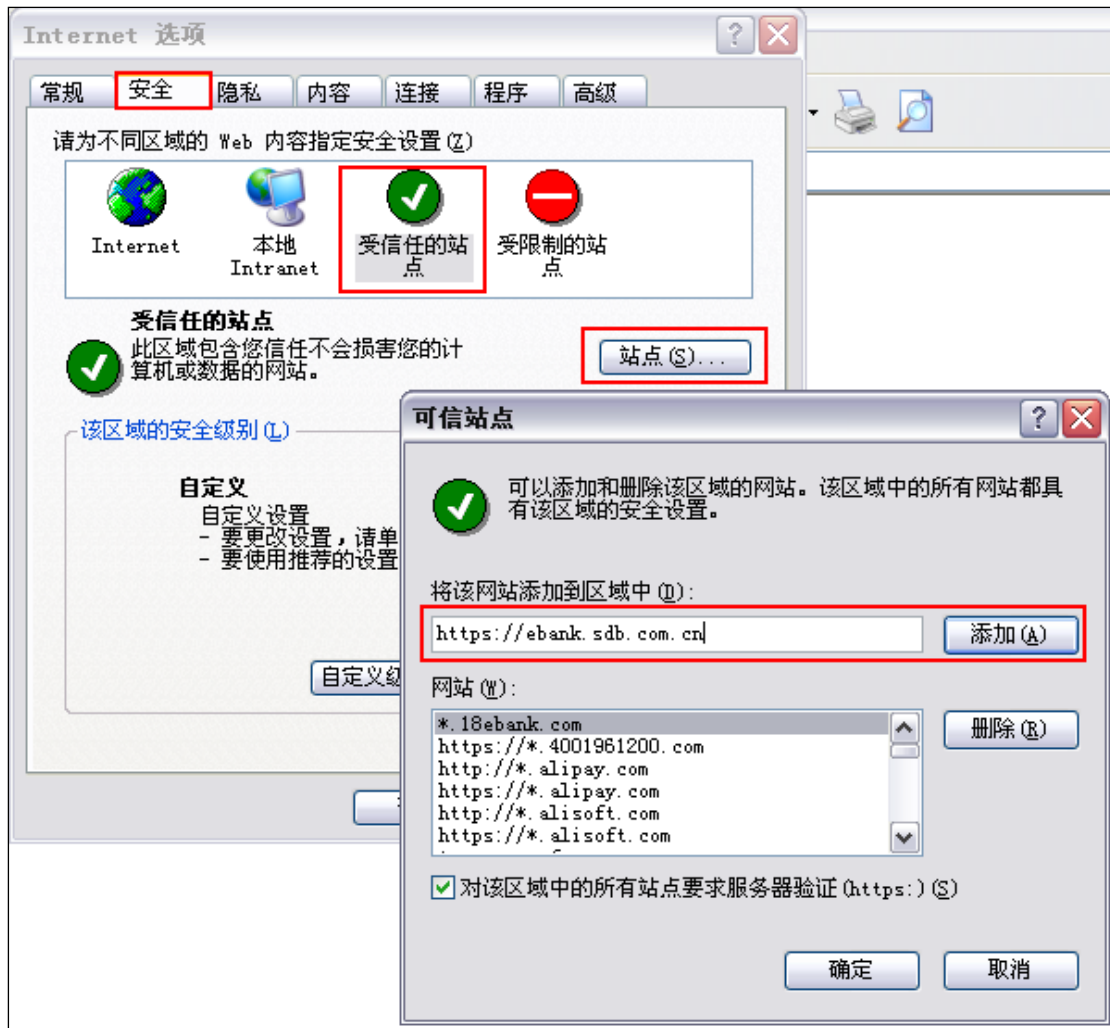 Internet 选项
常规 安全 隐私 内容 连接 程序 高级
请为不同区域的 Web 内容指定安全设置(Z)
Internet
本地
Intranet
受信任的站
点
受限制的站
点
受信任的站点
此区域包含您信任不会损害您的计
算机或数据的网站。
站点(S)...
该区域的安全级别(L)
自定义
自定义设置
- 要更改设置，请单
- 要使用推荐的设置
自定义级
可信站点
可以添加和删除该区域的网站。该区域中的所有网站都具
有该区域的安全设置。
将该网站添加到区域中(D):
https://ebank.sdb.com.cn
添加(A)
网站(W):
*.18ebank.com
https://*.4001961200.com
http://*.alipay.com
https://*.alipay.com
http://*.alisoft.com
https://*.alisoft.com
删除(R)
对该区域中的所有站点要求服务器验证(https:)(S)
确定
取消